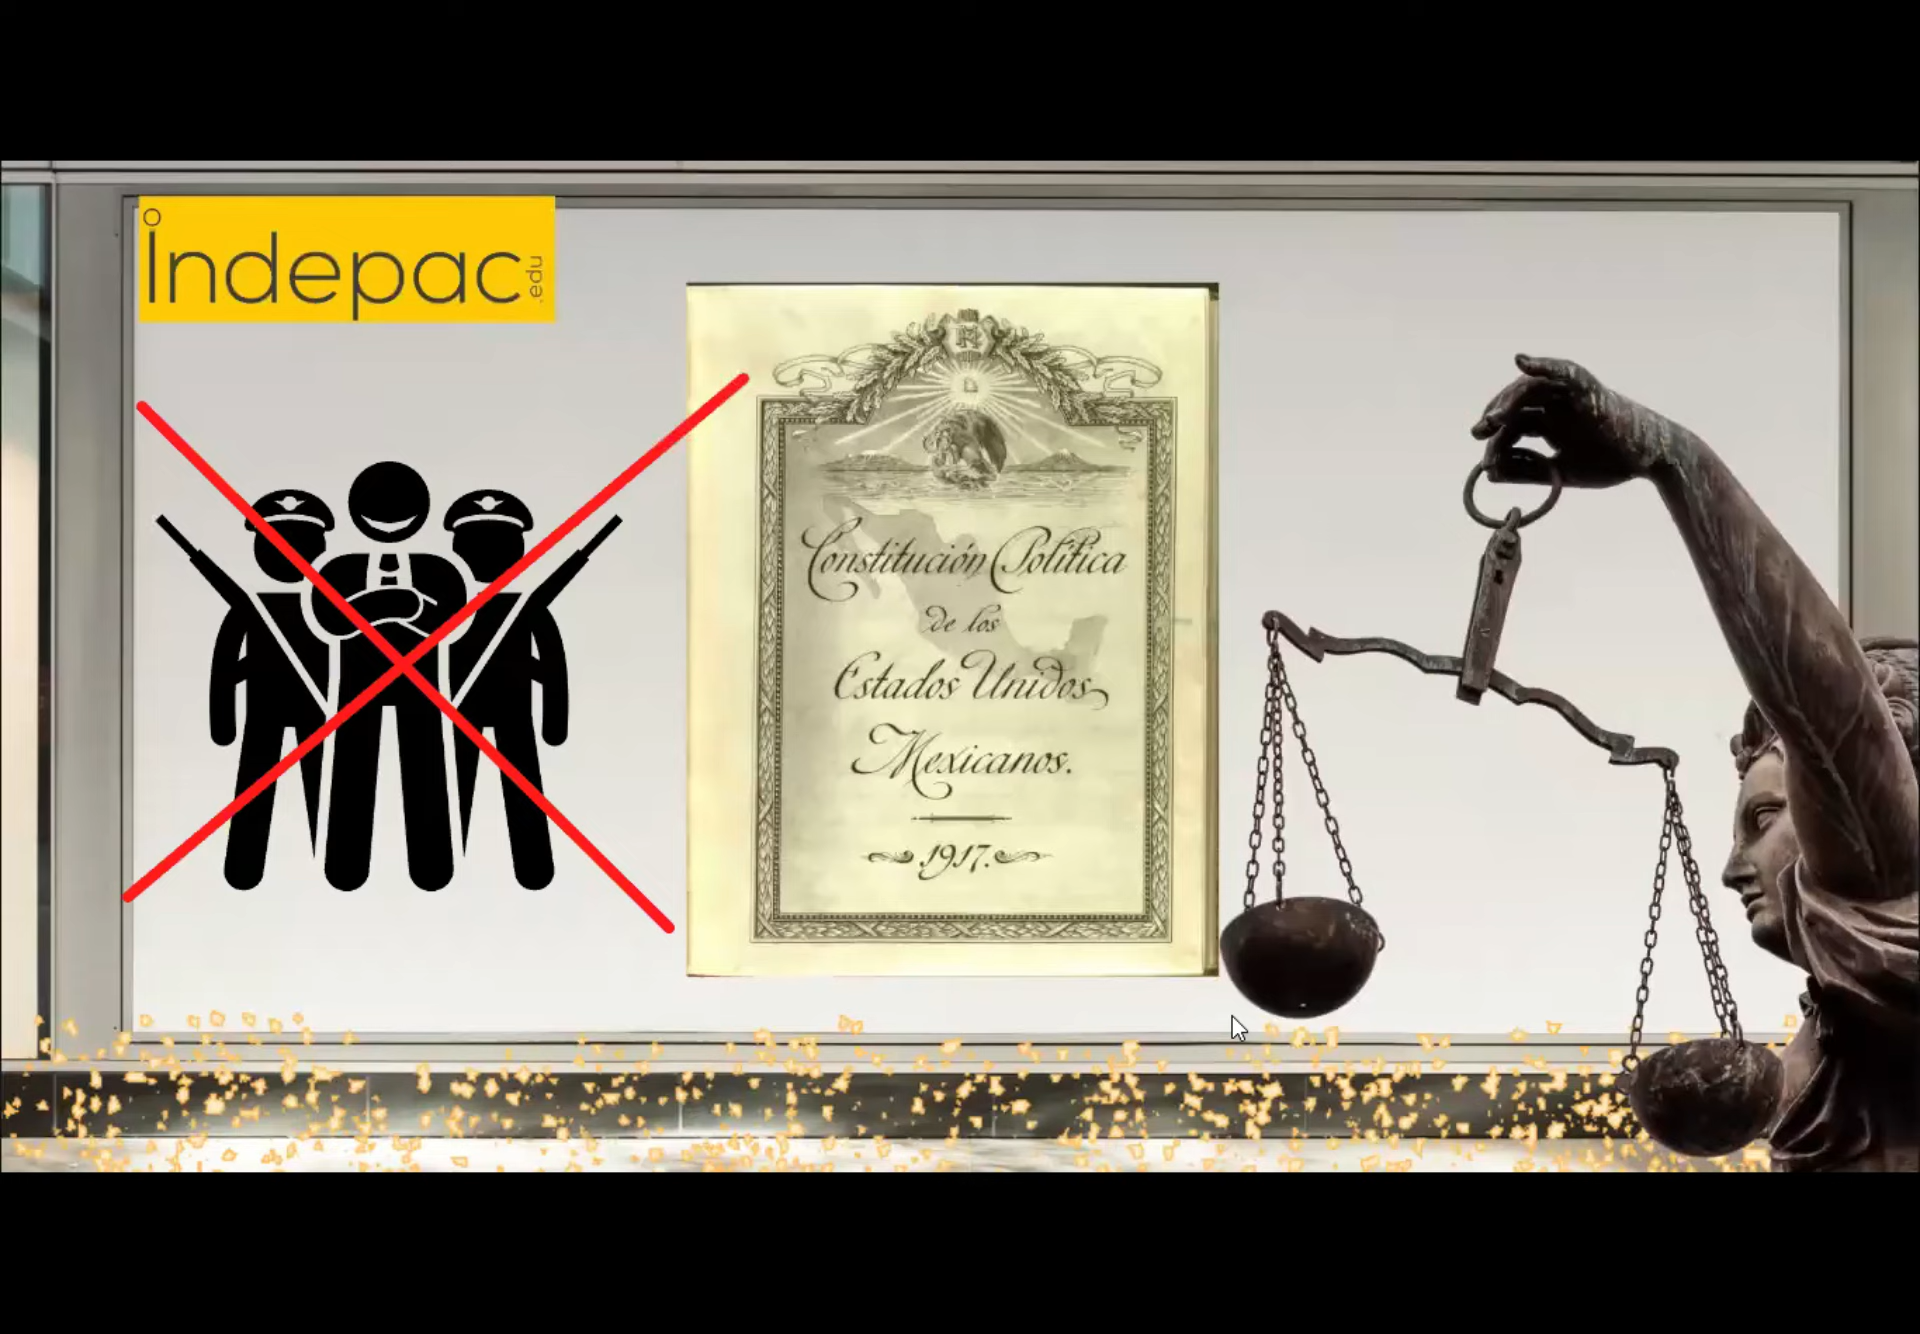 indepac
.edu
Constitución Política
de los
Estados Unidos
Mexicanos.
1917.